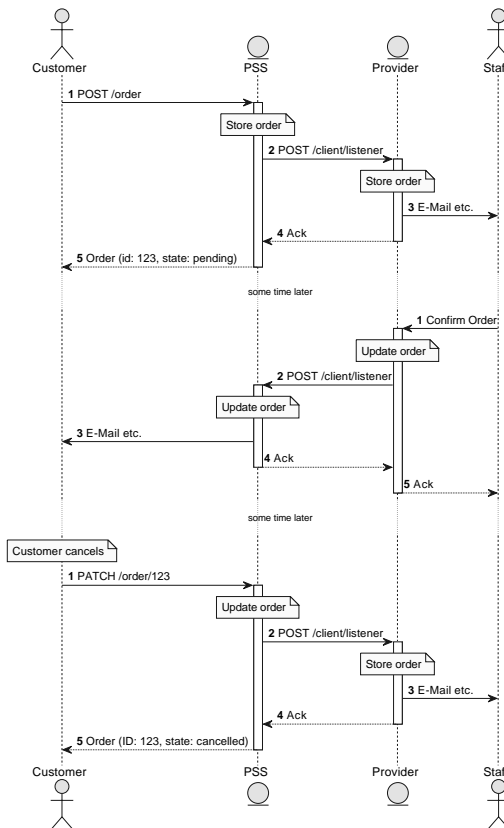 Customer
PSS
Provider
Staf
1 POST /order
Store order
2 POST /client/listener
Store order
3 E-Mail etc.
4 Ack
5 Order (id: 123, state: pending)
some time later
1 Confirm Order
Update order
2 POST /client/listener
Update order
3 E-Mail etc.
4 Ack
5 Ack
some time later
Customer cancels
1 PATCH /order/123
Update order
2 POST /client/listener
Store order
3 E-Mail etc.
4 Ack
5 Order (ID: 123, state: cancelled)
Customer
PSS
Provider
Staf